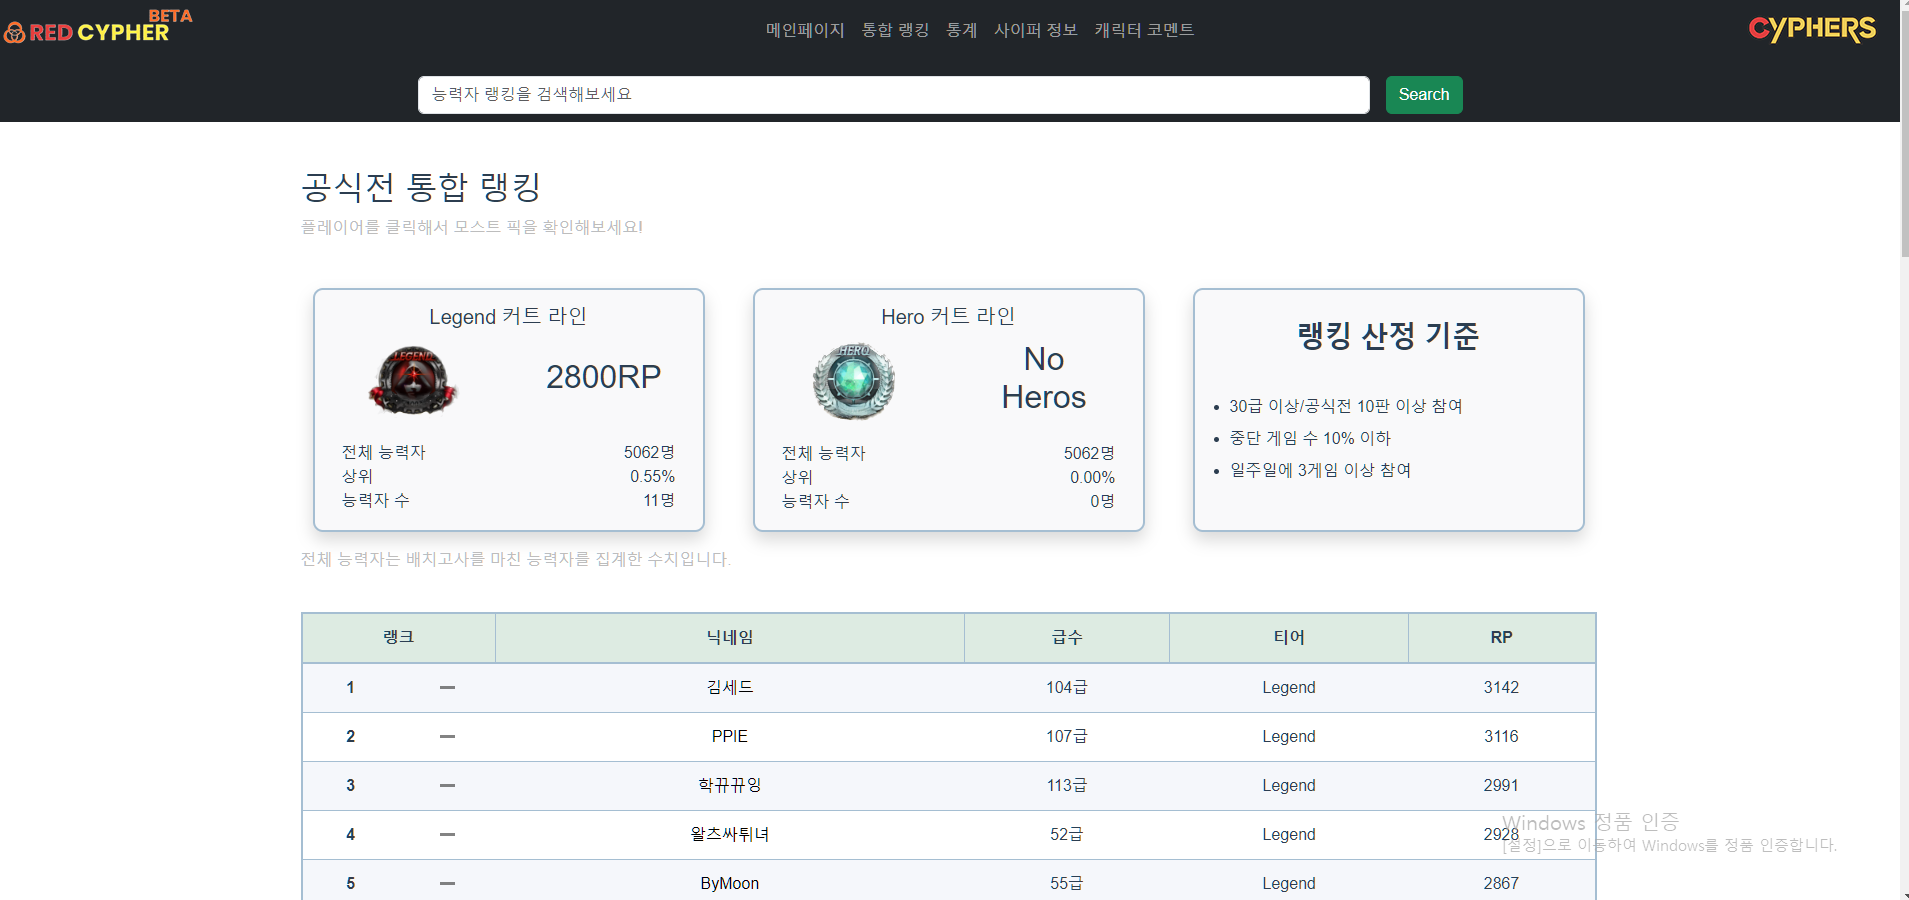 RED CYPHER BETA
메인페이지 통합 랭킹 통계 사이퍼 정보 캐릭터 코멘트
CYPHERS
능력자 랭킹을 검색해보세요
Search
공식전 통합 랭킹
플레이어를 클릭해서 모스트 픽을 확인해보세요!
Legend 커트 라인
LEGEND
2800RP
전체 능력자 5062명
상위 0.55%
능력자 수 11명
Hero 커트 라인
HERO
No
Heros
전체 능력자 5062명
상위 0.00%
능력자 수 0명
랭킹 산정 기준
• 30급 이상/공식전 10판 이상 참여
• 중단 게임 수 10% 이하
• 일주일에 3게임 이상 참여
전체 능력자는 배치고사를 마친 능력자를 집계한 수치입니다.
랭크 닉네임 급수 티어 RP
1 — 김세드 104급 Legend 3142
2 — PPIE 107급 Legend 3116
3 — 학뀨뀨잉 113급 Legend 2991
4 — 왈츠싸튀녀 52급 Legend 2928
5 — ByMoon 55급 Legend 2867
Windows 정품 인증
[설정]으로 이동하여 Windows를 정품 인증합니다.